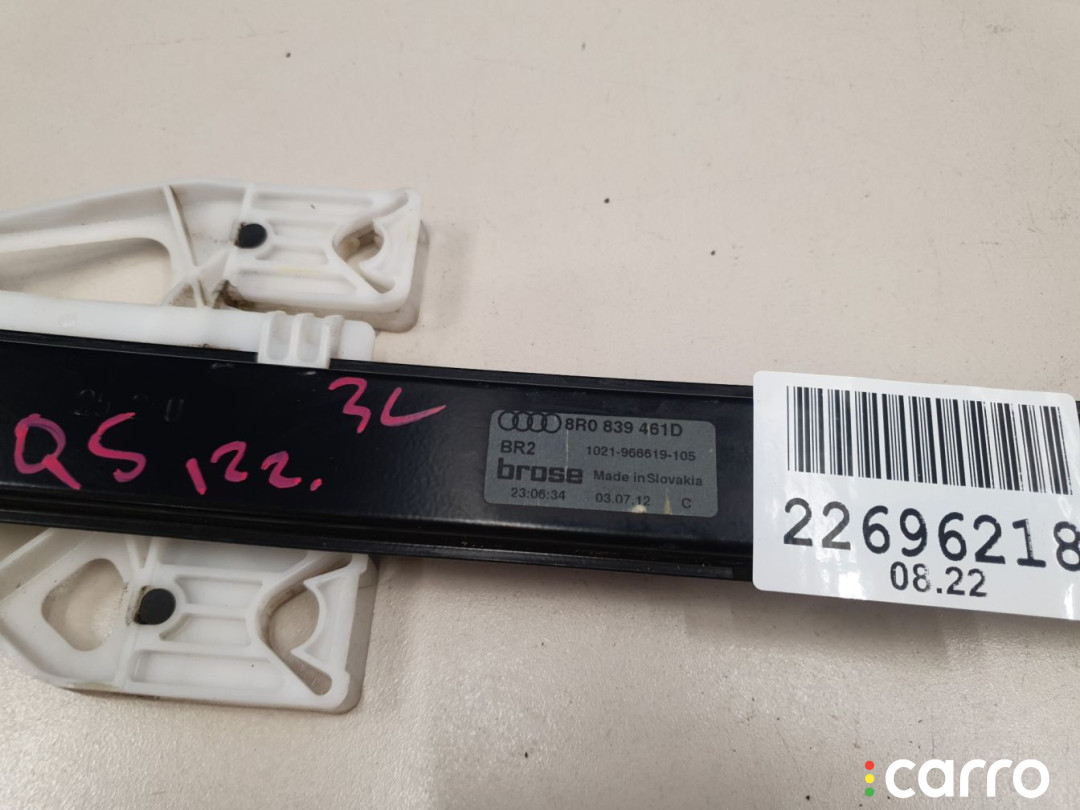 3L
QS ,22.
8R0 839 461D
BR2 1021-966619-105
brose Made in Slovakia
23:06:34 03.07.12 C
22696218
08.22
carro